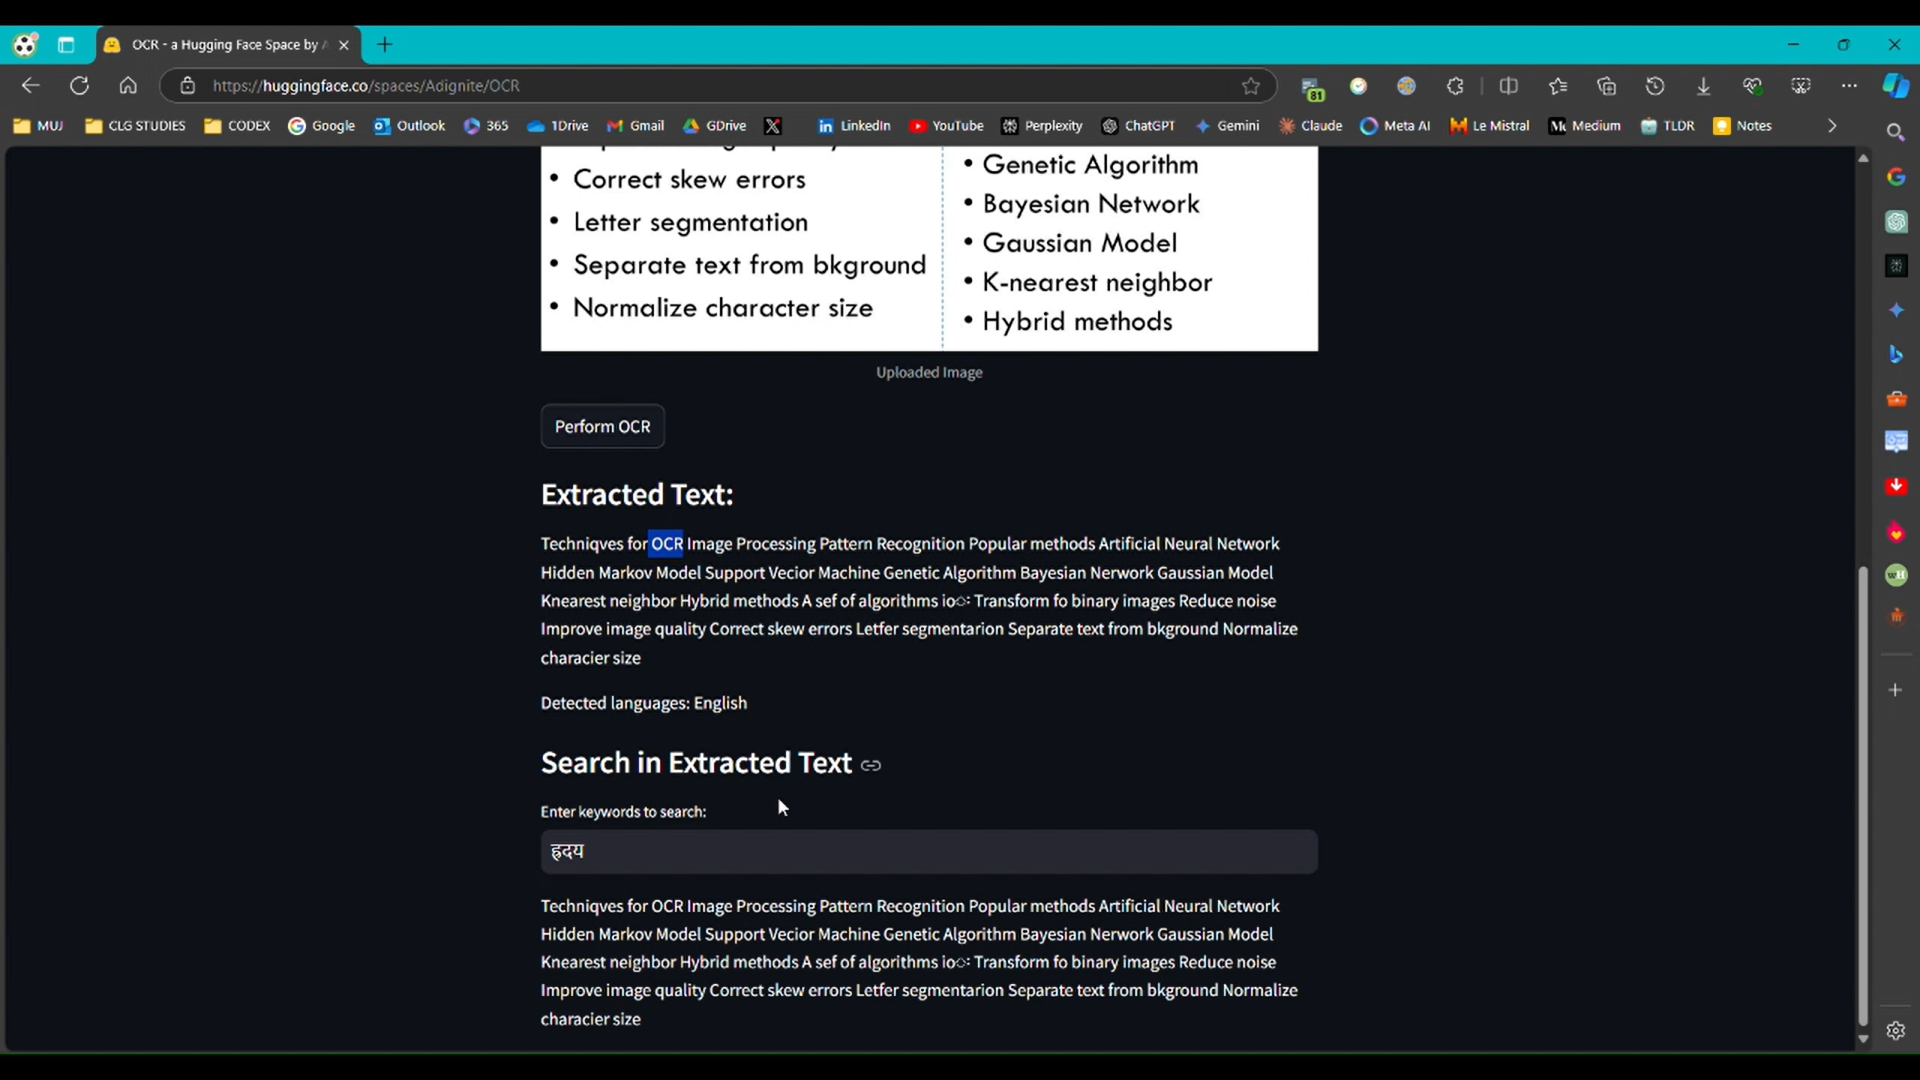 OCR - a Hugging Face Space by
https://huggingface.co/spaces/Adignite/OCR
81
MUJ CLG STUDIES CODEX Google Outlook 365 1Drive Gmail GDrive X LinkedIn YouTube Perplexity ChatGPT Gemini Claude Meta AI Le Mistral Medium TLDR Notes
• Correct skew errors
• Letter segmentation
• Separate text from bkground
• Normalize character size
• Genetic Algorithm
• Bayesian Network
• Gaussian Model
• K-nearest neighbor
• Hybrid methods
Uploaded Image
Perform OCR
Extracted Text:
Techniqves for OCR Image Processing Pattern Recognition Popular methods Artificial Neural Network
Hidden Markov Model Support Vecior Machine Genetic Algorithm Bayesian Nerwork Gaussian Model
Knearest neighbor Hybrid methods A sef of algorithms ioः Transform fo binary images Reduce noise
Improve image quality Correct skew errors Letfer segmentarion Separate text from bkground Normalize
characier size
Detected languages: English
Search in Extracted Text
Enter keywords to search:
ह्रदय
Techniqves for OCR Image Processing Pattern Recognition Popular methods Artificial Neural Network
Hidden Markov Model Support Vecior Machine Genetic Algorithm Bayesian Nerwork Gaussian Model
Knearest neighbor Hybrid methods A sef of algorithms ioः Transform fo binary images Reduce noise
Improve image quality Correct skew errors Letfer segmentarion Separate text from bkground Normalize
characier size